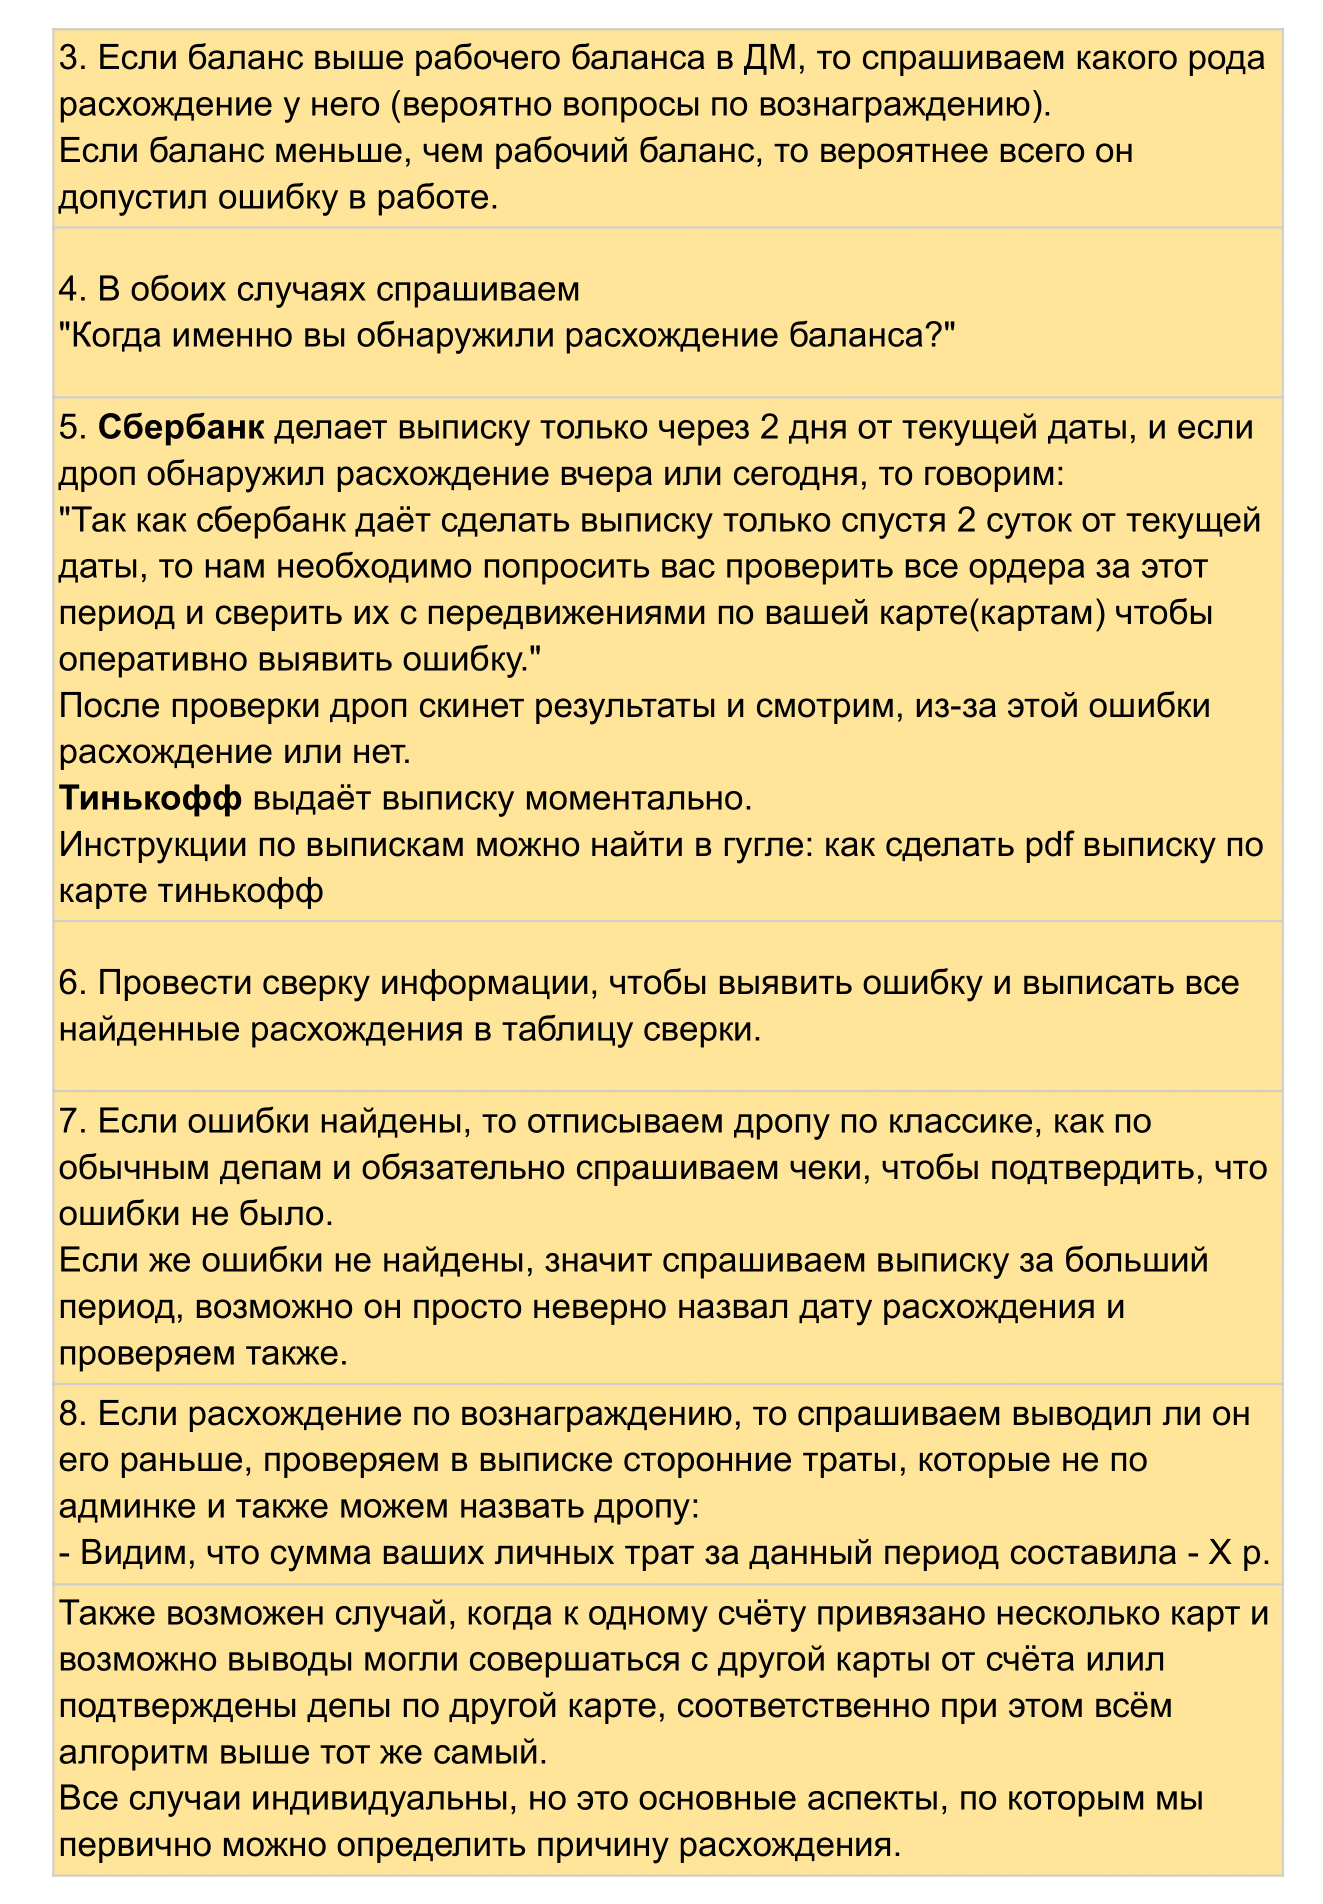 3. Если баланс выше рабочего баланса в ДМ, то спрашиваем какого рода
расхождение у него (вероятно вопросы по вознаграждению).
Если баланс меньше, чем рабочий баланс, то вероятнее всего он
допустил ошибку в работе.
4. В обоих случаях спрашиваем
"Когда именно вы обнаружили расхождение баланса?"
5. Сбербанк делает выписку только через 2 дня от текущей даты, и если
дроп обнаружил расхождение вчера или сегодня, то говорим:
"Так как сбербанк даёт сделать выписку только спустя 2 суток от текущей
даты, то нам необходимо попросить вас проверить все ордера за этот
период и сверить их с передвижениями по вашей карте(картам) чтобы
оперативно выявить ошибку."
После проверки дроп скинет результаты и смотрим, из-за этой ошибки
расхождение или нет.
Тинькофф выдаёт выписку моментально.
Инструкции по выпискам можно найти в гугле: как сделать pdf выписку по
карте тинькофф
6. Провести сверку информации, чтобы выявить ошибку и выписать все
найденные расхождения в таблицу сверки.
7. Если ошибки найдены, то отписываем дропу по классике, как по
обычным депам и обязательно спрашиваем чеки, чтобы подтвердить, что
ошибки не было.
Если же ошибки не найдены, значит спрашиваем выписку за больший
период, возможно он просто неверно назвал дату расхождения и
проверяем также.
8. Если расхождение по вознаграждению, то спрашиваем выводил ли он
его раньше, проверяем в выписке сторонние траты, которые не по
админке и также можем назвать дропу:
- Видим, что сумма ваших личных трат за данный период составила - Х р.
Также возможен случай, когда к одному счёту привязано несколько карт и
возможно выводы могли совершаться с другой карты от счёта илил
подтверждены депы по другой карте, соответственно при этом всём
алгоритм выше тот же самый.
Все случаи индивидуальны, но это основные аспекты, по которым мы
первично можно определить причину расхождения.